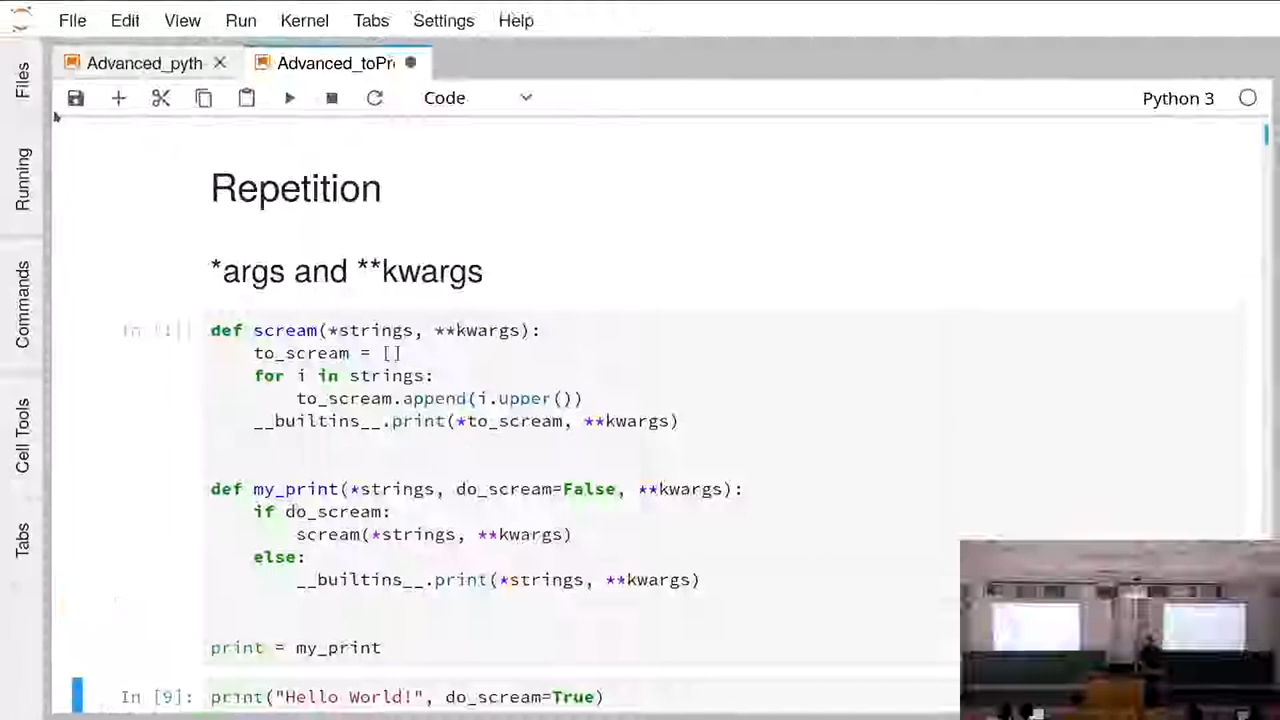 File Edit View Run Kernel Tabs Settings Help
Advanced_pyth Advanced_toPr
Code Python 3
Files
Running
Commands
Cell Tools
Tabs
Repetition
*args and **kwargs
In [1]: def scream(*strings, **kwargs):
to_scream = []
for i in strings:
to_scream.append(i.upper())
__builtins__.print(*to_scream, **kwargs)
def my_print(*strings, do_scream=False, **kwargs):
if do_scream:
scream(*strings, **kwargs)
else:
__builtins__.print(*strings, **kwargs)
print = my_print
In [9]: print("Hello World!", do_scream=True)